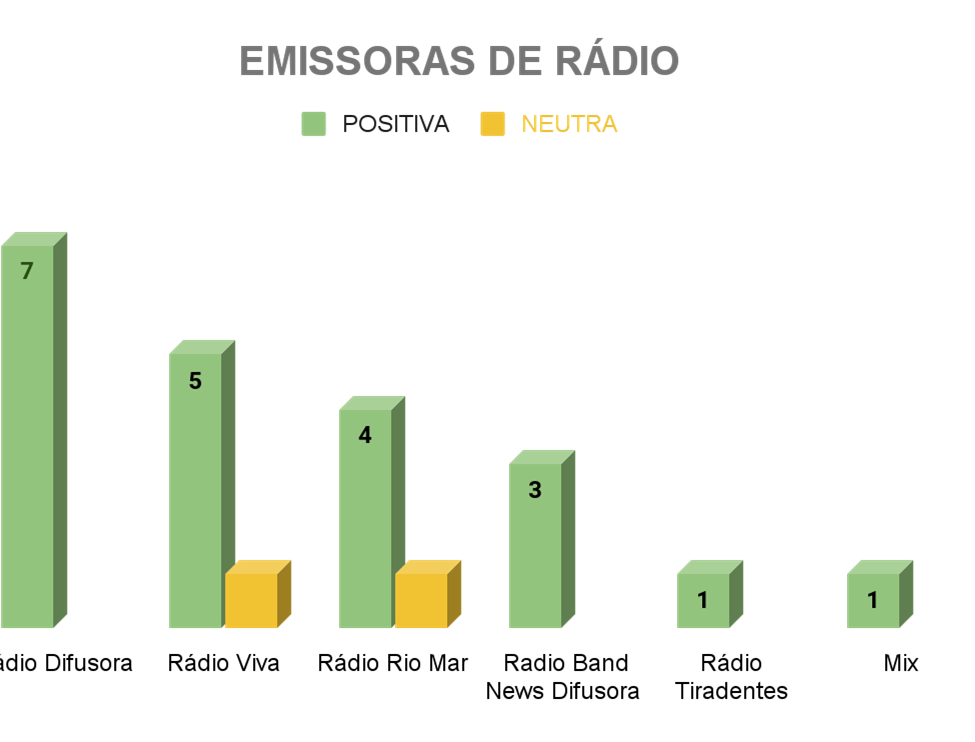 EMISSORAS DE RÁDIO
POSITIVA NEUTRA
7
5
4
3
1
1
ádio Difusora
Rádio Viva
Rádio Rio Mar
Radio Band
News Difusora
Rádio
Tiradentes
Mix